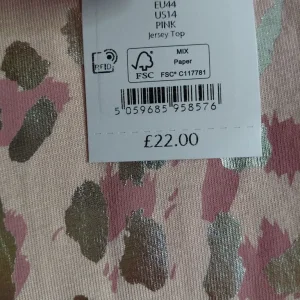 EU44
US14
PINK
Jersey Top
RFID
FSC
MIX
Paper
FSC® C117781
5 059685 958576
£22.00